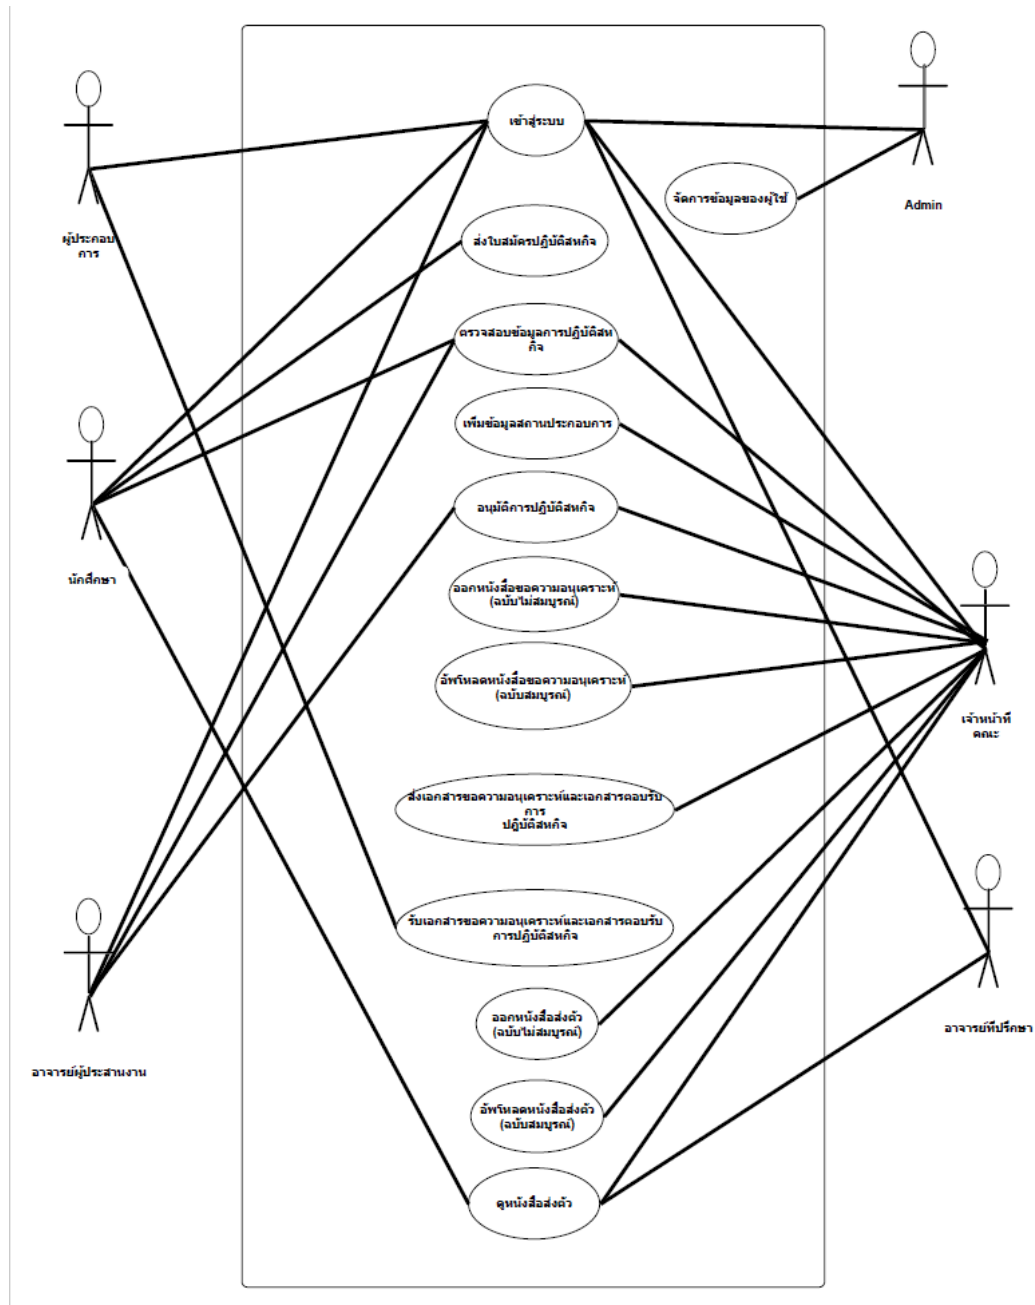 เข้าสู่ระบบ
จัดการข้อมูลของผู้ใช้
Admin
ผู้ประกอบ
การ
ส่งใบสมัครปฏิบัติสหกิจ
ตรวจสอบข้อมูลการปฏิบัติสห
กิจ
เพิ่มข้อมูลสถานประกอบการ
อนุมัติการปฏิบัติสหกิจ
นักศึกษา
ออกหนังสือขอความอนุเคราะห์
(ฉบับไม่สมบูรณ์)
อัพโหลดหนังสือขอความอนุเคราะห์
(ฉบับสมบูรณ์)
เจ้าหน้าที่
คณะ
ส่งเอกสารขอความอนุเคราะห์และเอกสารตอบรับ
การ
ปฏิบัติสหกิจ
รับเอกสารขอความอนุเคราะห์และเอกสารตอบรับ
การปฏิบัติสหกิจ
ออกหนังสือส่งตัว
(ฉบับไม่สมบูรณ์)
อาจารย์ที่ปรึกษา
อาจารย์ผู้ประสานงาน
อัพโหลดหนังสือส่งตัว
(ฉบับสมบูรณ์)
ดูหนังสือส่งตัว